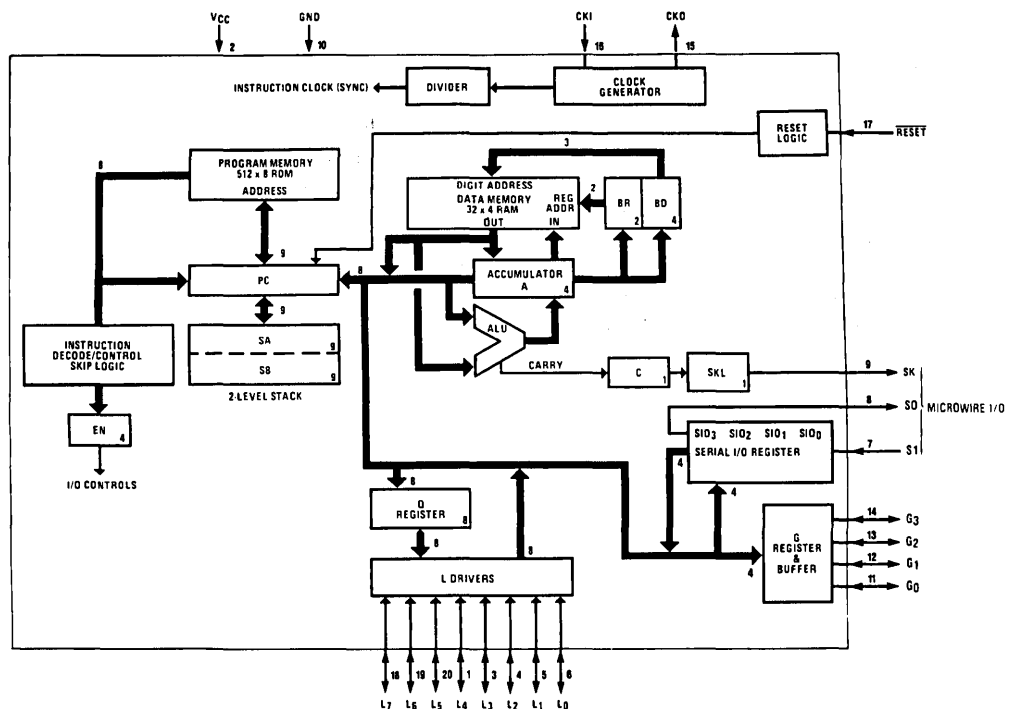 VCC GND CKI CKO
2 10 16 15
INSTRUCTION CLOCK (SYNC) DIVIDER CLOCK GENERATOR
RESET LOGIC 17 RESET
8 PROGRAM MEMORY
512 x 8 ROM
ADDRESS
3
DIGIT ADDRESS
DATA MEMORY
32 x 4 RAM
OUT
REG
ADDR
IN
2
BR 2
BD 4
9
PC 8
9
ACCUMULATOR
A 4
INSTRUCTION
DECODE/CONTROL
SKIP LOGIC
SA 9
SB 9
2-LEVEL STACK
ALU
CARRY C 1 SKL 1 9 SK
8 SO
MICROWIRE I/O
EN 4
I/O CONTROLS
SIO3 SIO2 SIO1 SIO0
SERIAL I/O REGISTER
7 S1
4
4
8
Q
REGISTER 8
8
8
4
G
REGISTER
&
BUFFER
14 G3
13 G2
12 G1
11 G0
L DRIVERS
18 19 20 1 3 4 5 6
L7 L6 L5 L4 L3 L2 L1 L0